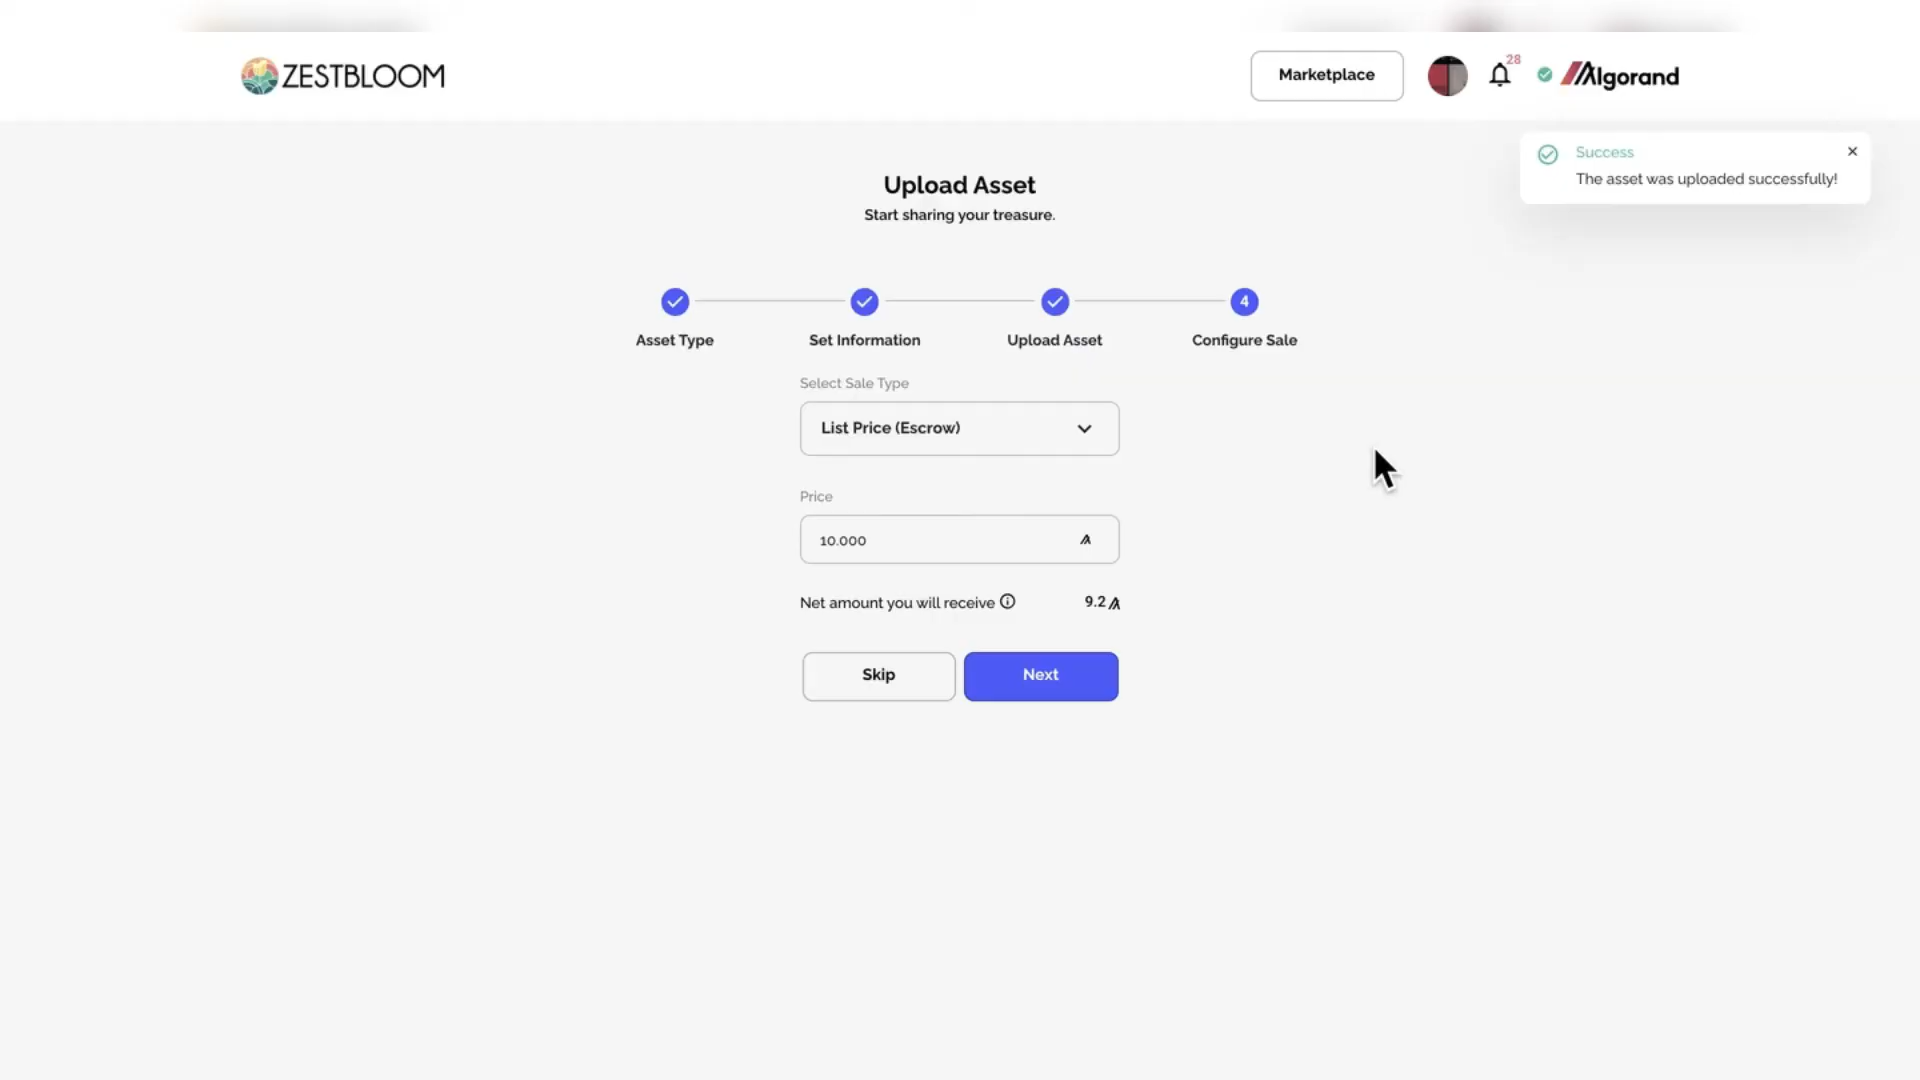 ZESTBLOOM
Marketplace
28
Algorand
Success
The asset was uploaded successfully!
Upload Asset
Start sharing your treasure.
4
Asset Type
Set Information
Upload Asset
Configure Sale
Select Sale Type
List Price (Escrow)
Price
10.000
Net amount you will receive
9.2
Skip
Next